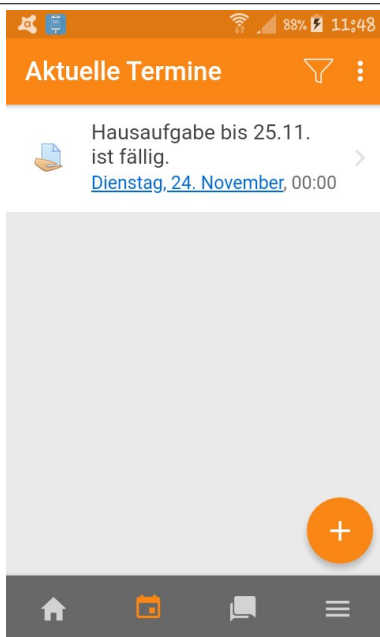 88% 11:48
Aktuelle Termine
Hausaufgabe bis 25.11.
ist fällig.
Dienstag, 24. November, 00:00